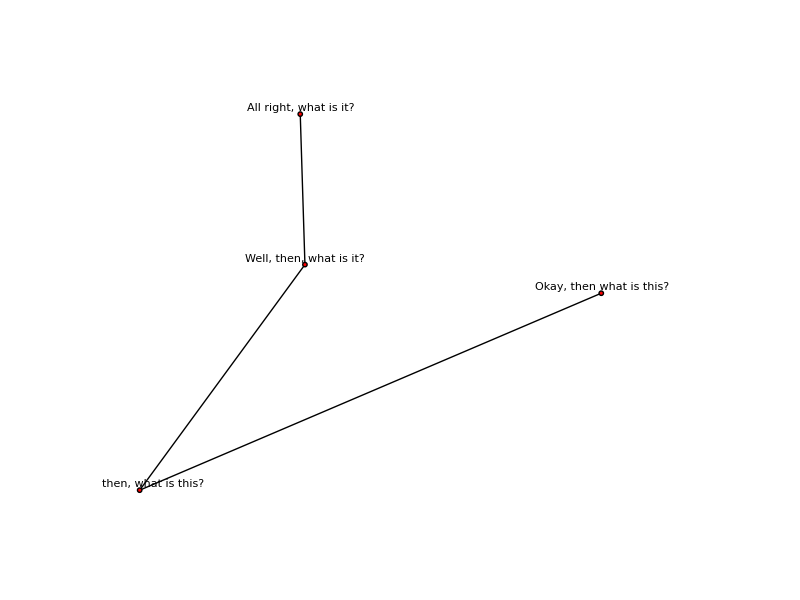 All right, what is it?
Well, then, what is it?
Okay, then what is this?
then, what is this?